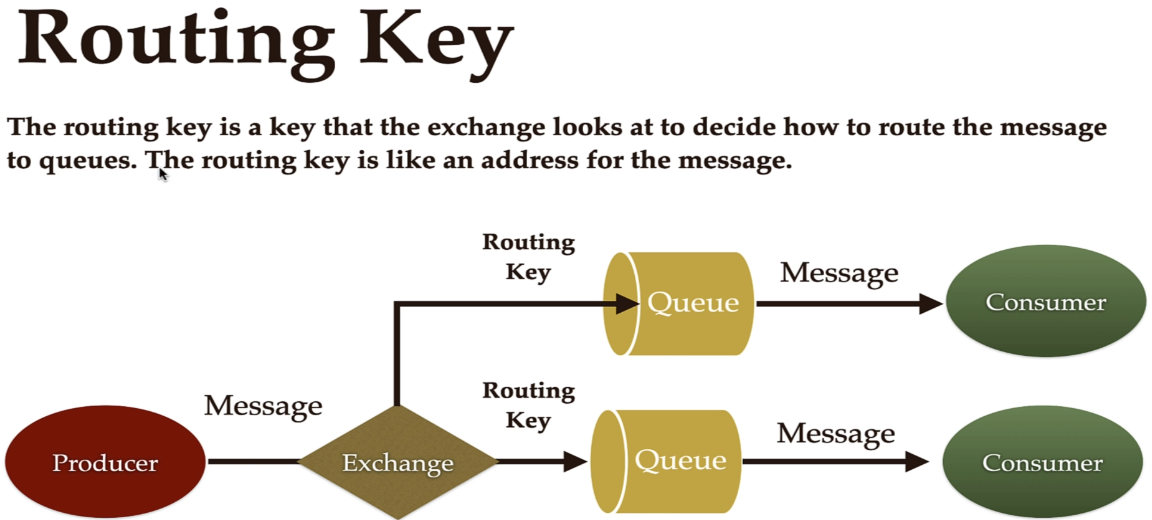 Routing Key
The routing key is a key that the exchange looks at to decide how to route the message
to queues. The routing key is like an address for the message.
Routing
Key
Queue
Message
Consumer
Producer
Message
Exchange
Routing
Key
Queue
Message
Consumer